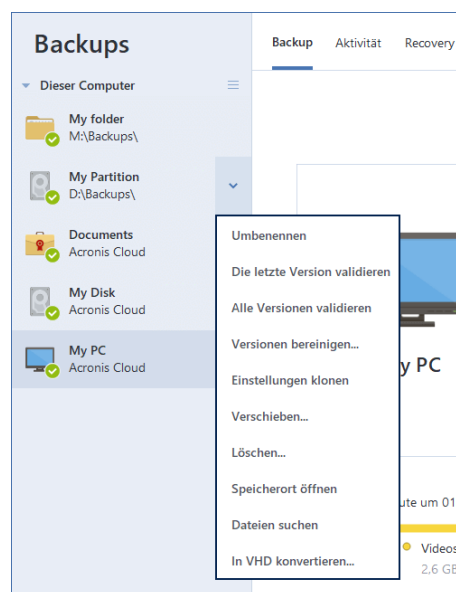 Backups
Backup Aktivität Recovery
Dieser Computer
My folder
M:\Backups\
My Partition
D:\Backups\
Documents
Acronis Cloud
My Disk
Acronis Cloud
My PC
Acronis Cloud
Umbenennen
Die letzte Version validieren
Alle Versionen validieren
Versionen bereinigen...
Einstellungen klonen
Verschieben...
Löschen...
Speicherort öffnen
Dateien suchen
In VHD konvertieren...
y PC
ute um 01
Videos
2,6 GB